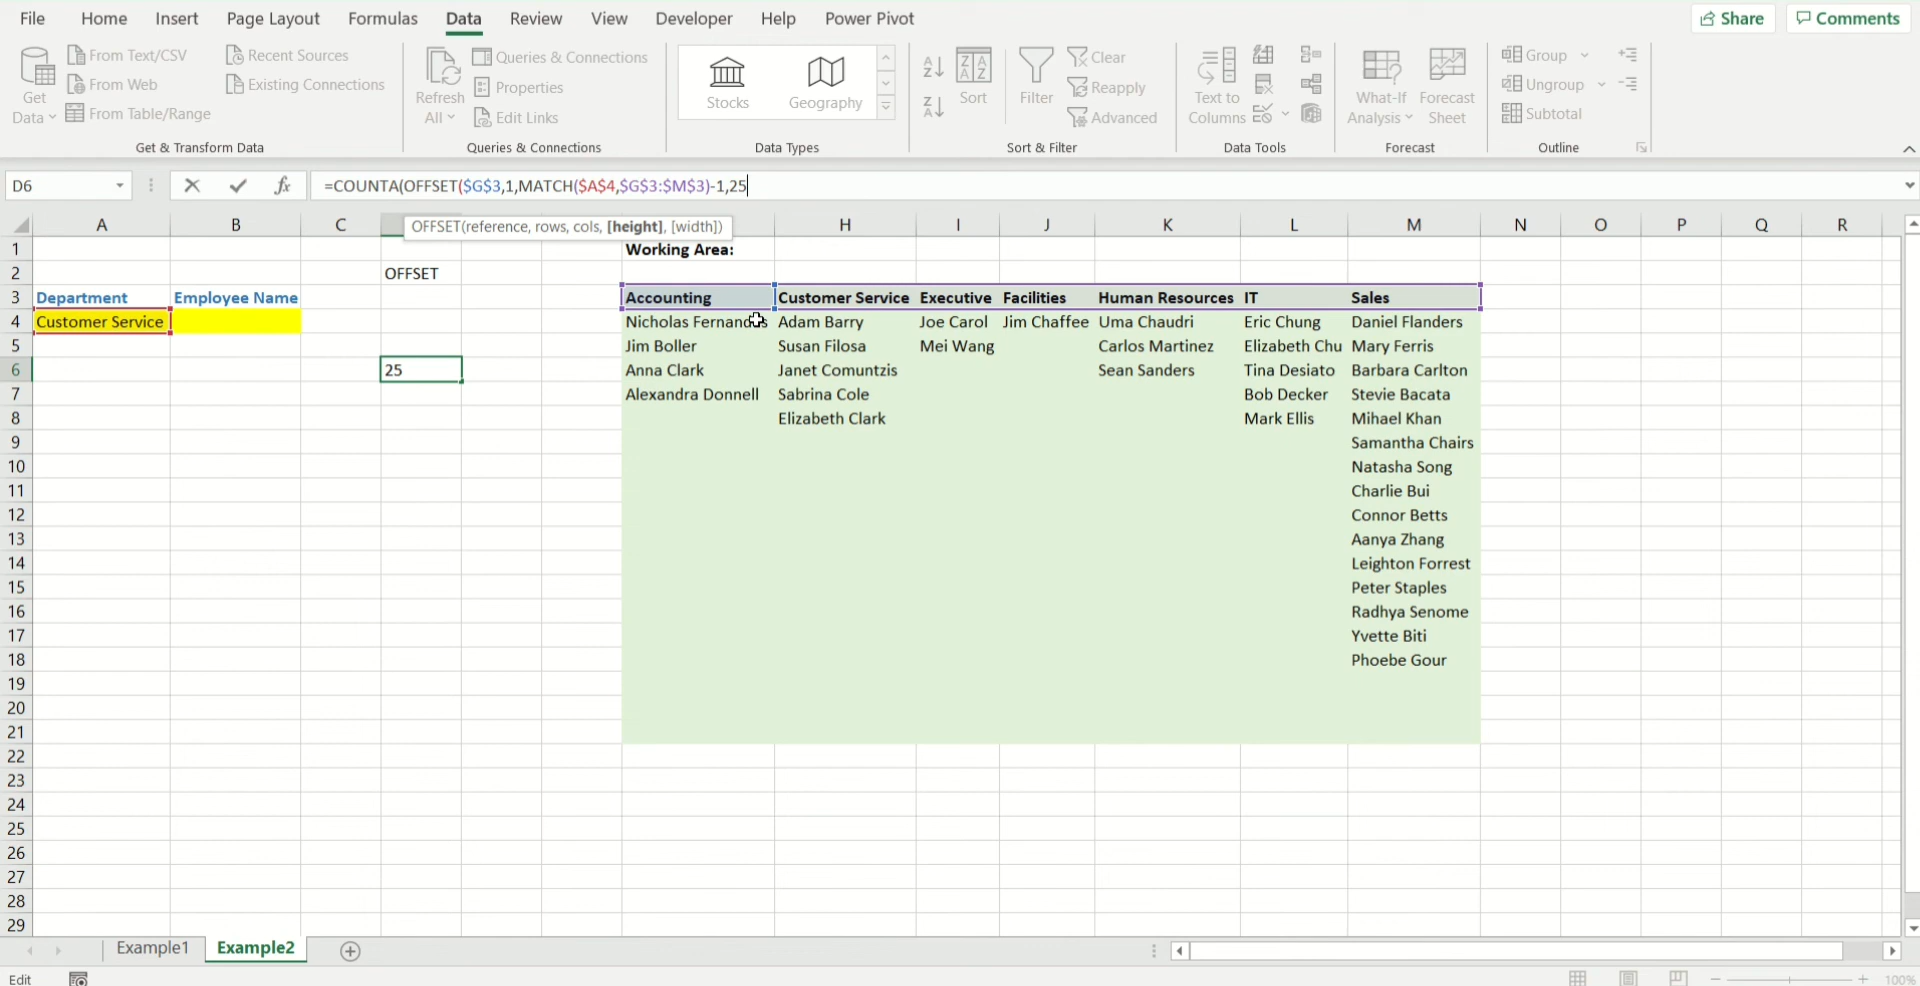 File Home Insert Page Layout Formulas Data Review View Developer Help Power Pivot Share Comments
From Text/CSV Recent Sources Queries & Connections Clear Group
From Web Existing Connections Properties Reapply Ungroup
Get Data From Table/Range Refresh All Edit Links Stocks Geography Sort Filter Advanced Text to Columns What-If Analysis Forecast Sheet Subtotal
Get & Transform Data Queries & Connections Data Types Sort & Filter Data Tools Forecast Outline
D6 fx =COUNTA(OFFSET($G$3,1,MATCH($A$4,$G$3:$M$3)-1,25
OFFSET(reference, rows, cols, [height], [width])
A B C H I J K L M N O P Q R
1 Working Area:
2 OFFSET
3 Department Employee Name Accounting Customer Service Executive Facilities Human Resources IT Sales
4 Customer Service Nicholas Fernandes Adam Barry Joe Carol Jim Chaffee Uma Chaudri Eric Chung Daniel Flanders
5 Jim Boller Susan Filosa Mei Wang Carlos Martinez Elizabeth Chu Mary Ferris
6 25 Anna Clark Janet Comuntzis Sean Sanders Tina Desiato Barbara Carlton
7 Alexandra Donnell Sabrina Cole Bob Decker Stevie Bacata
8 Elizabeth Clark Mark Ellis Mihael Khan
9 Samantha Chairs
10 Natasha Song
11 Charlie Bui
12 Connor Betts
13 Aanya Zhang
14 Leighton Forrest
15 Peter Staples
16 Radhya Senome
17 Yvette Biti
18 Phoebe Gour
19
20
21
22
23
24
25
26
27
28
29
Example1 Example2
Edit 100%